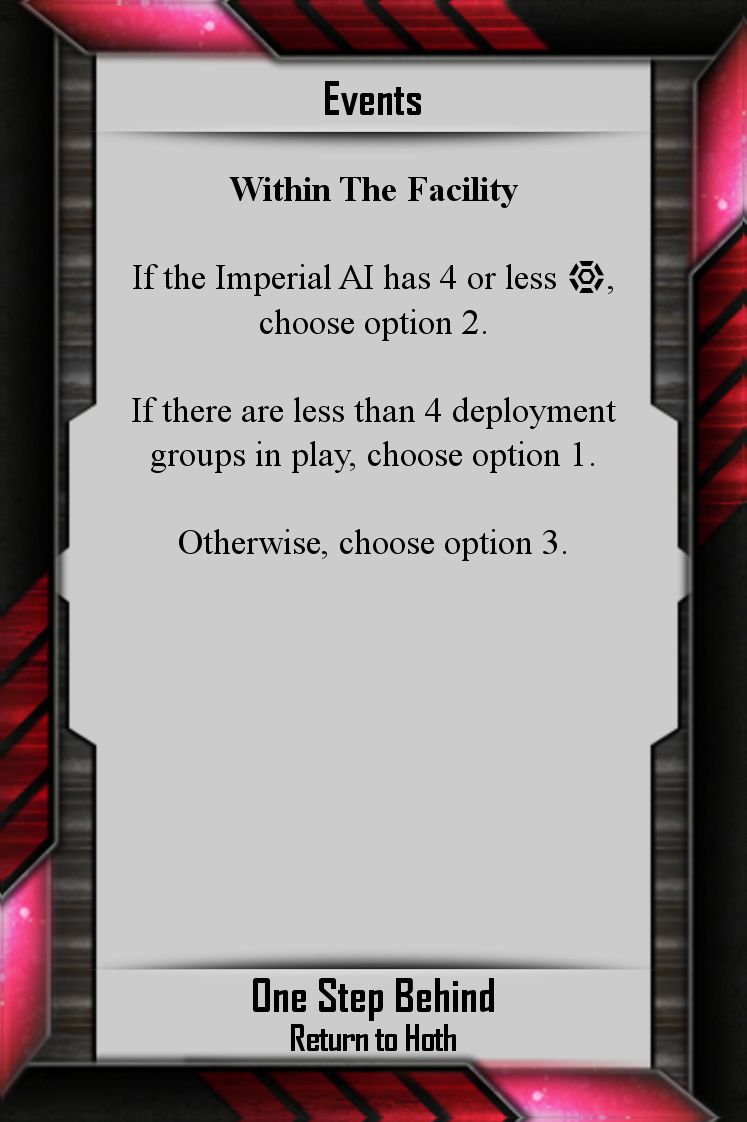 Events
Within The Facility
If the Imperial AI has 4 or less ,
choose option 2.
If there are less than 4 deployment
groups in play, choose option 1.
Otherwise, choose option 3.
One Step Behind
Return to Hoth